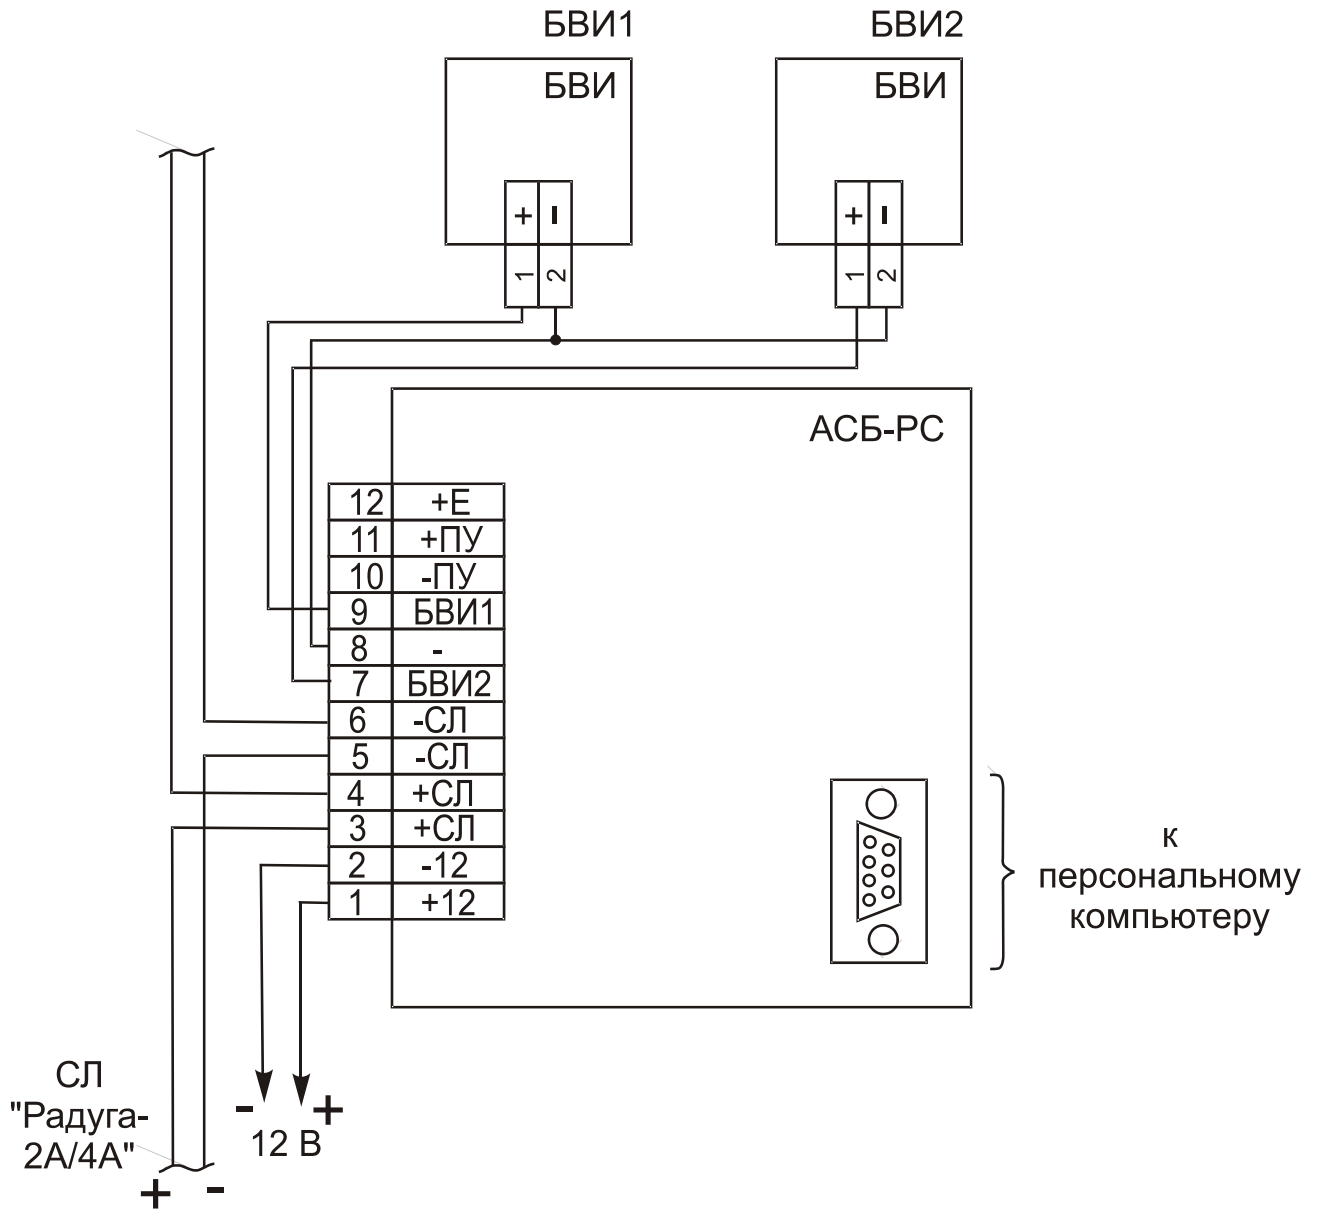 БВИ1
БВИ2
БВИ
БВИ
+ -
+ -
1 2
1 2
АСБ-РС
12 +Е
11 +ПУ
10 -ПУ
9 БВИ1
8 -
7 БВИ2
6 -СЛ
5 -СЛ
4 +СЛ
3 +СЛ
2 -12
1 +12
к
персональному
компьютеру
СЛ
"Радуга-
2А/4А"
+ -
- +
12 В